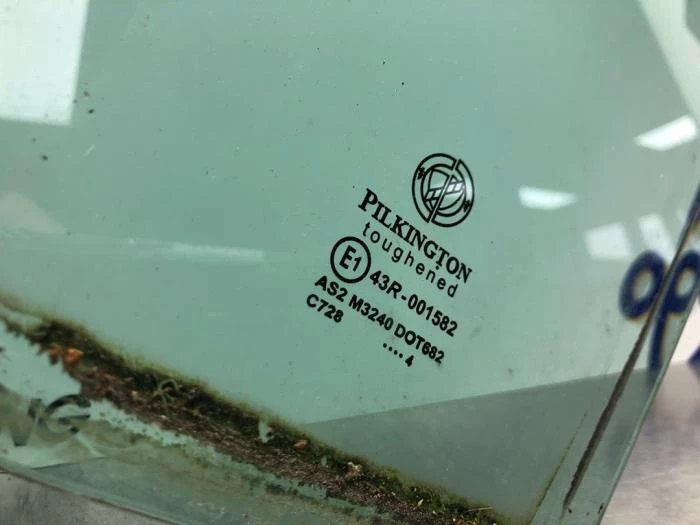 PILKINGTON
toughened
E1 43R-001582
AS2 M3240 DOT682
C728
....4